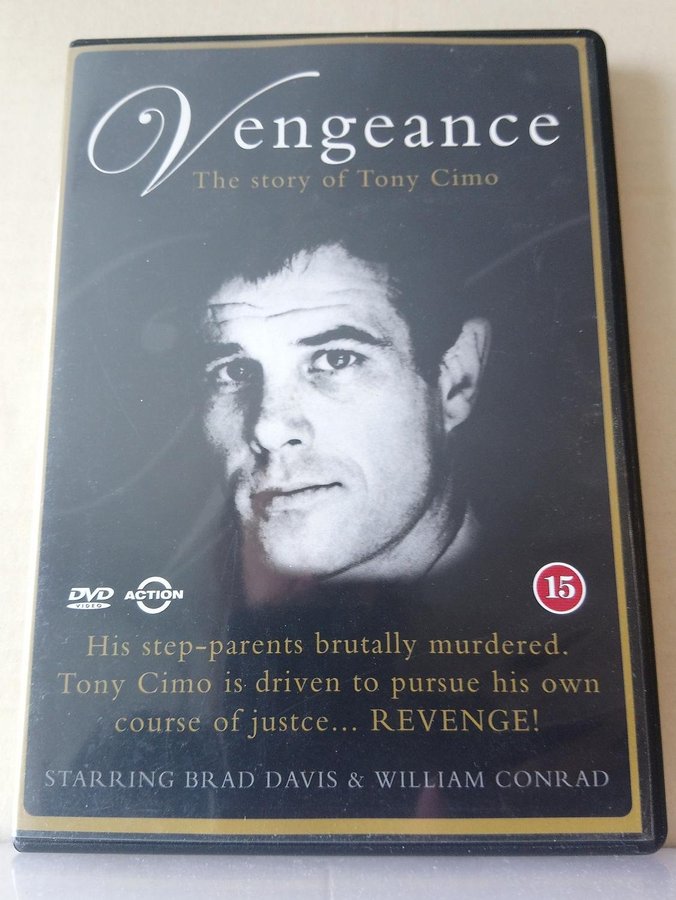 Vengeance
The story of Tony Cimo
DVD
VIDEO
ACTION
15
His step-parents brutally murdered.
Tony Cimo is driven to pursue his own
course of justce... REVENGE!
STARRING BRAD DAVIS & WILLIAM CONRAD